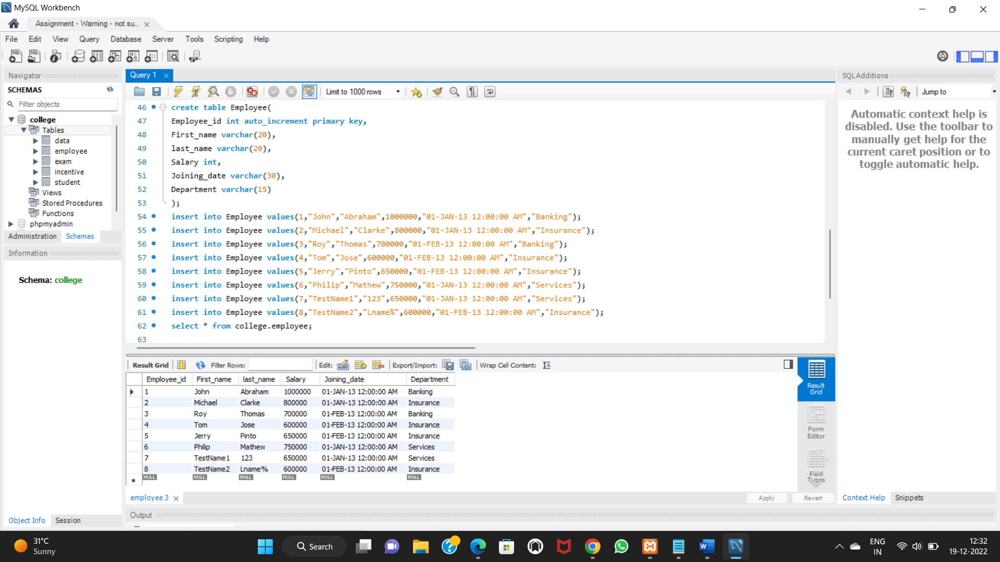 MySQL Workbench
Assignment - Warning - not su...
File Edit View Query Database Server Tools Scripting Help
Navigator
SCHEMAS
Filter objects
college
Tables
data
employee
exam
incentive
student
Views
Stored Procedures
Functions
phpmyadmin
Administration Schemas
Information
Schema: college
Object Info Session
Query 1
Limit to 1000 rows
46 create table Employee(
47 Employee_id int auto_increment primary key,
48 First_name varchar(20),
49 last_name varchar(20),
50 Salary int,
51 Joining_date varchar(30),
52 Department varchar(15)
53 );
54 insert into Employee values(1,"John","Abraham",1000000,"01-JAN-13 12:00:00 AM","Banking");
55 insert into Employee values(2,"Michael","Clarke",800000,"01-JAN-13 12:00:00 AM","Insurance");
56 insert into Employee values(3,"Roy","Thomas",700000,"01-FEB-13 12:00:00 AM","Banking");
57 insert into Employee values(4,"Tom","Jose",600000,"01-FEB-13 12:00:00 AM","Insurance");
58 insert into Employee values(5,"Jerry","Pinto",650000,"01-FEB-13 12:00:00 AM","Insurance");
59 insert into Employee values(6,"Philip","Mathew",750000,"01-JAN-13 12:00:00 AM","Services");
60 insert into Employee values(7,"TestName1","123",650000,"01-JAN-13 12:00:00 AM","Services");
61 insert into Employee values(8,"TestName2","Lname%",600000,"01-FEB-13 12:00:00 AM","Insurance");
62 select * from college.employee;
63
Result Grid Filter Rows: Edit: Export/Import: Wrap Cell Content:
Employee_id First_name last_name Salary Joining_date Department
1 John Abraham 1000000 01-JAN-13 12:00:00 AM Banking
2 Michael Clarke 800000 01-JAN-13 12:00:00 AM Insurance
3 Roy Thomas 700000 01-FEB-13 12:00:00 AM Banking
4 Tom Jose 600000 01-FEB-13 12:00:00 AM Insurance
5 Jerry Pinto 650000 01-FEB-13 12:00:00 AM Insurance
6 Philip Mathew 750000 01-JAN-13 12:00:00 AM Services
7 TestName1 123 650000 01-JAN-13 12:00:00 AM Services
8 TestName2 Lname% 600000 01-FEB-13 12:00:00 AM Insurance
NULL NULL NULL NULL NULL NULL
Result
Grid
Form
Editor
Field
Types
employee 3
Apply Revert
Output
SQLAdditions
Jump to
Automatic context help is
disabled. Use the toolbar to
manually get help for the
current caret position or to
toggle automatic help.
Context Help Snippets
31°C
Sunny
Search
ENG
IN
12:32
19-12-2022